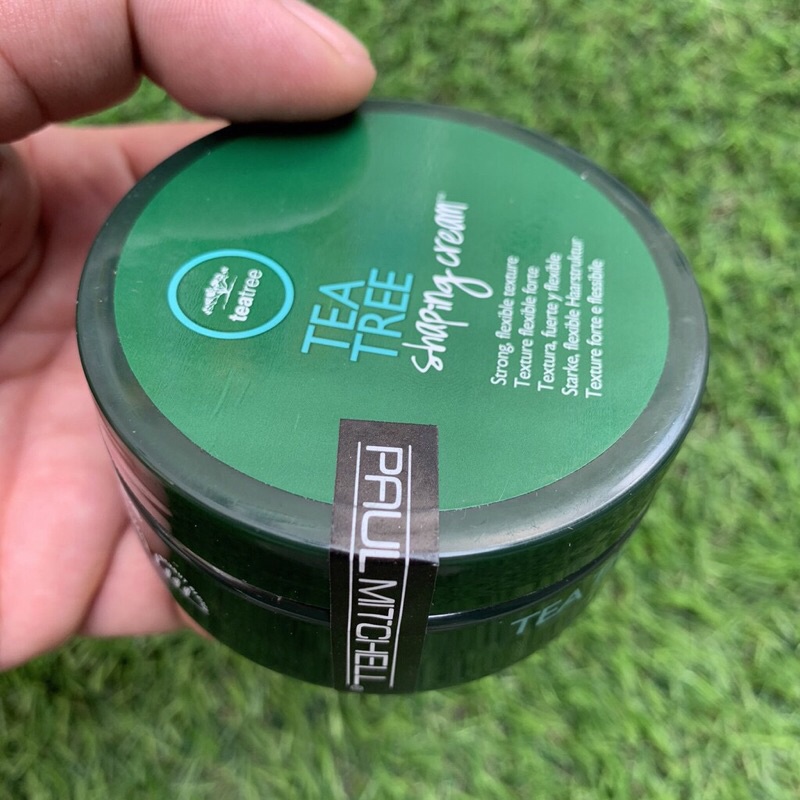 teatree
TEA
TREE
shaping cream™
Strong, flexible texture
Texture flexible forte
Textura, fuerte y flexible
Starke, flexible Haarstruktur
Texture forte e flessibile
PAUL MITCHELL®
TEA